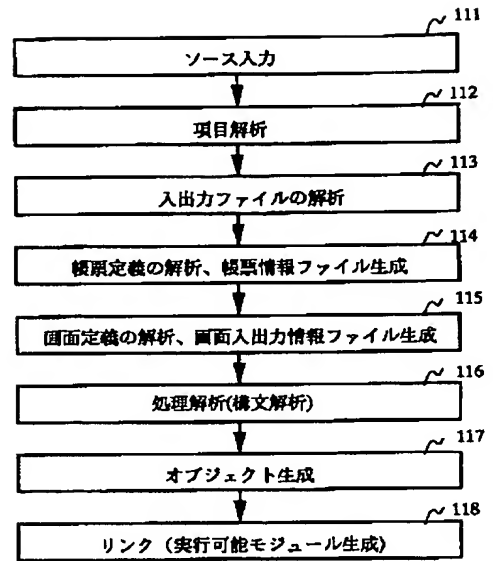 111
ソース入力
112
項目解析
113
入出力ファイルの解析
114
帳票定義の解析、帳票情報ファイル生成
115
画面定義の解析、画面入出力情報ファイル生成
116
処理解析(構文解析)
117
オブジェクト生成
118
リンク（実行可能モジュール生成）